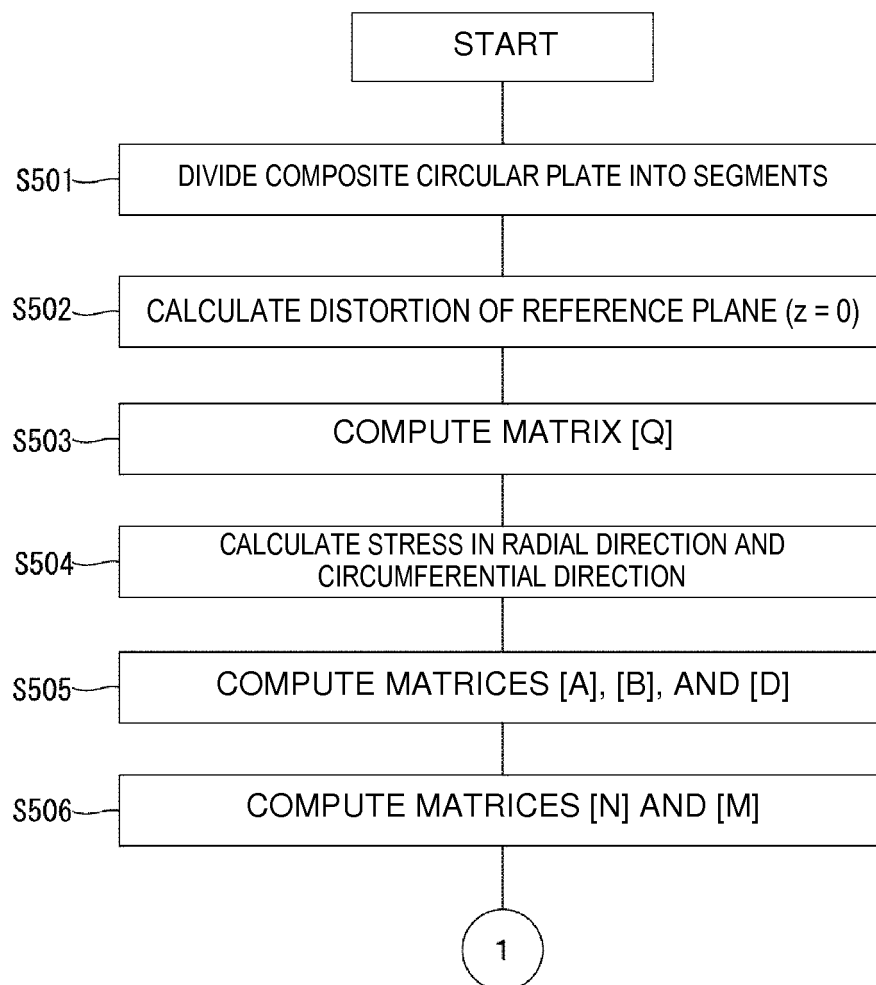 START
S501 DIVIDE COMPOSITE CIRCULAR PLATE INTO SEGMENTS
S502 CALCULATE DISTORTION OF REFERENCE PLANE (z = 0)
S503 COMPUTE MATRIX [Q]
S504 CALCULATE STRESS IN RADIAL DIRECTION AND
CIRCUMFERENTIAL DIRECTION
S505 COMPUTE MATRICES [A], [B], AND [D]
S506 COMPUTE MATRICES [N] AND [M]
1